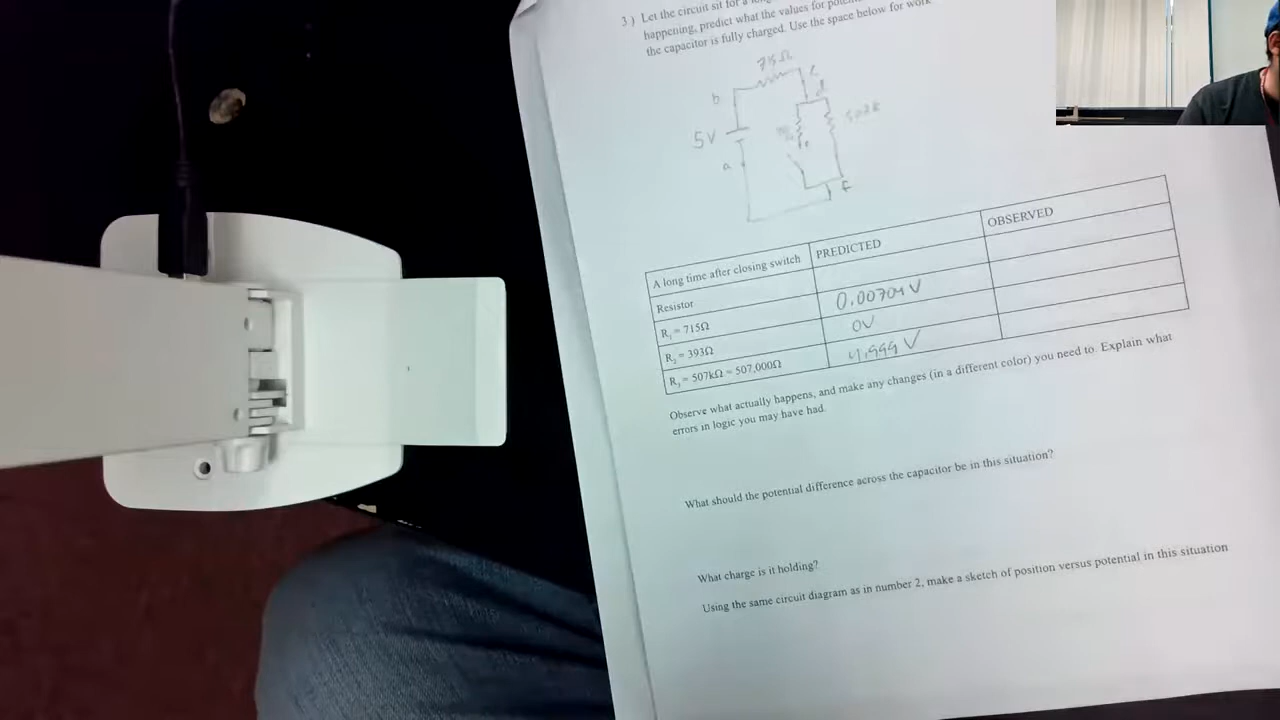 3 ) Let the circuit sit for a
happening, predict what the values for
the capacitor is fully charged. Use the space below for work
715Ω
b
c
d
5V
a
f
A long time after closing switch PREDICTED OBSERVED
Resistor
R₁ = 715Ω 0.00704 V
R₂ = 393Ω 0V
R₃ = 507kΩ = 507,000Ω 4.999 V
Observe what actually happens, and make any changes (in a different color) you need to. Explain what
errors in logic you may have had.
What should the potential difference across the capacitor be in this situation?
What charge is it holding?
Using the same circuit diagram as in number 2, make a sketch of position versus potential in this situation